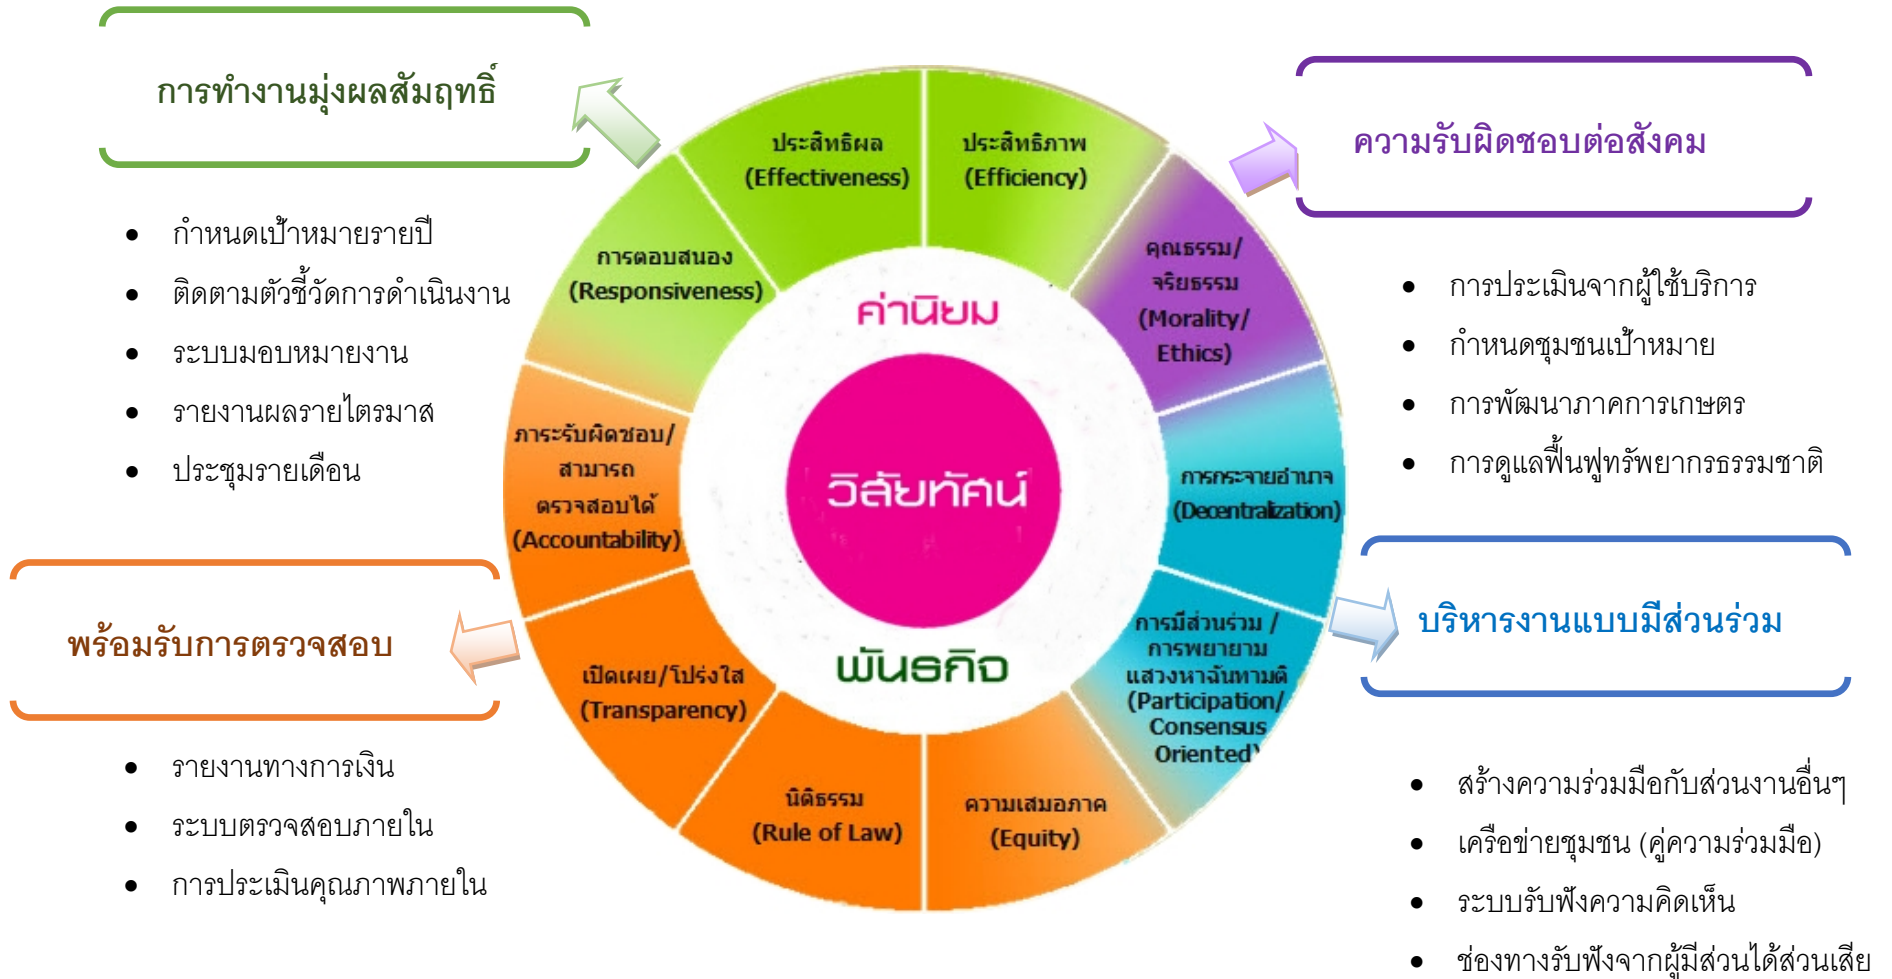 การทำงานมุ่งผลสัมฤทธิ์
• กำหนดเป้าหมายรายปี
• ติดตามตัวชี้วัดการดำเนินงาน
• ระบบมอบหมายงาน
• รายงานผลรายไตรมาส
• ประชุมรายเดือน
พร้อมรับการตรวจสอบ
• รายงานทางการเงิน
• ระบบตรวจสอบภายใน
• การประเมินคุณภาพภายใน
ประสิทธิผล
(Effectiveness)
ประสิทธิภาพ
(Efficiency)
คุณธรรม/
จริยธรรม
(Morality/
Ethics)
การกระจายอำนาจ
(Decentralization)
การมีส่วนร่วม /
การพยายาม
แสวงหาฉันทามติ
(Participation/
Consensus
Oriented)
ความเสมอภาค
(Equity)
นิติธรรม
(Rule of Law)
เปิดเผย/โปร่งใส
(Transparency)
ภาระรับผิดชอบ/
สามารถ
ตรวจสอบได้
(Accountability)
การตอบสนอง
(Responsiveness)
ค่านิยม
วิสัยทัศน์
พันธกิจ
ความรับผิดชอบต่อสังคม
• การประเมินจากผู้ใช้บริการ
• กำหนดชุมชนเป้าหมาย
• การพัฒนาภาคการเกษตร
• การดูแลฟื้นฟูทรัพยากรธรรมชาติ
บริหารงานแบบมีส่วนร่วม
• สร้างความร่วมมือกับส่วนงานอื่นๆ
• เครือข่ายชุมชน (คู่ความร่วมมือ)
• ระบบรับฟังความคิดเห็น
• ช่องทางรับฟังจากผู้มีส่วนได้ส่วนเสีย